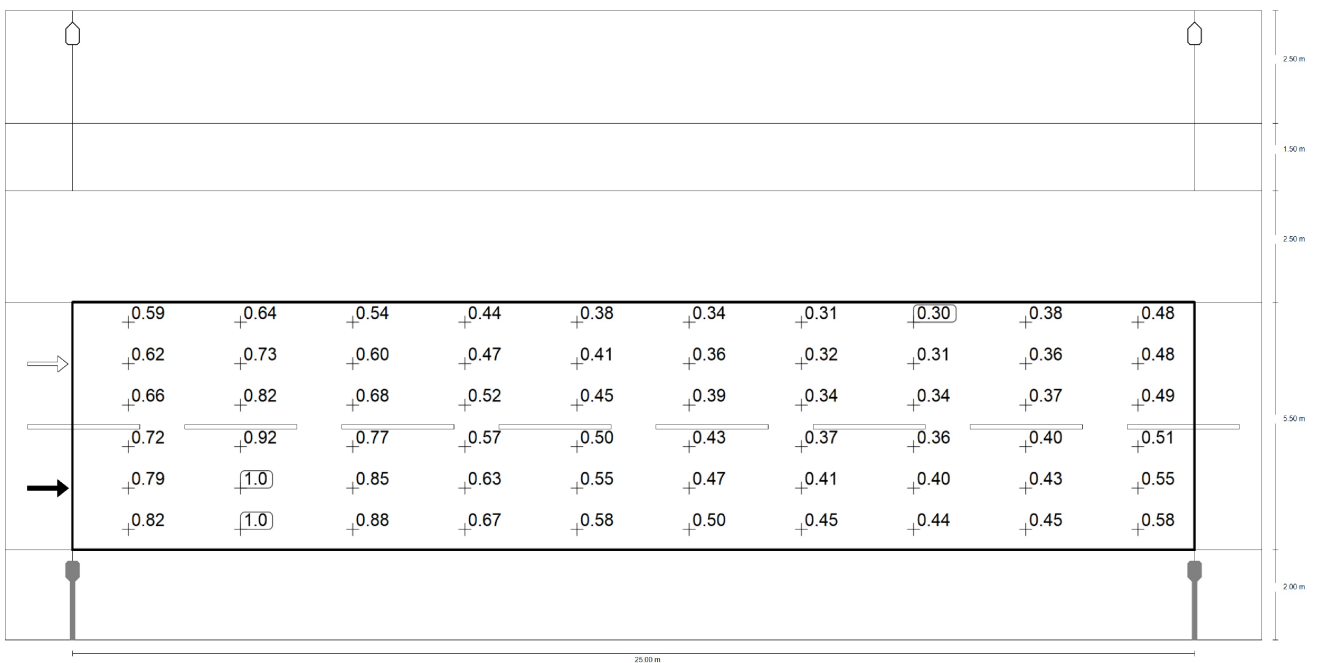 2.50 m
1.50 m
2.50 m
0.59 0.64 0.54 0.44 0.38 0.34 0.31 0.30 0.38 0.48
0.62 0.73 0.60 0.47 0.41 0.36 0.32 0.31 0.36 0.48
0.66 0.82 0.68 0.52 0.45 0.39 0.34 0.34 0.37 0.49
5.50 m
0.72 0.92 0.77 0.57 0.50 0.43 0.37 0.36 0.40 0.51
0.79 1.0 0.85 0.63 0.55 0.47 0.41 0.40 0.43 0.55
0.82 1.0 0.88 0.67 0.58 0.50 0.45 0.44 0.45 0.58
2.00 m
25.00 m